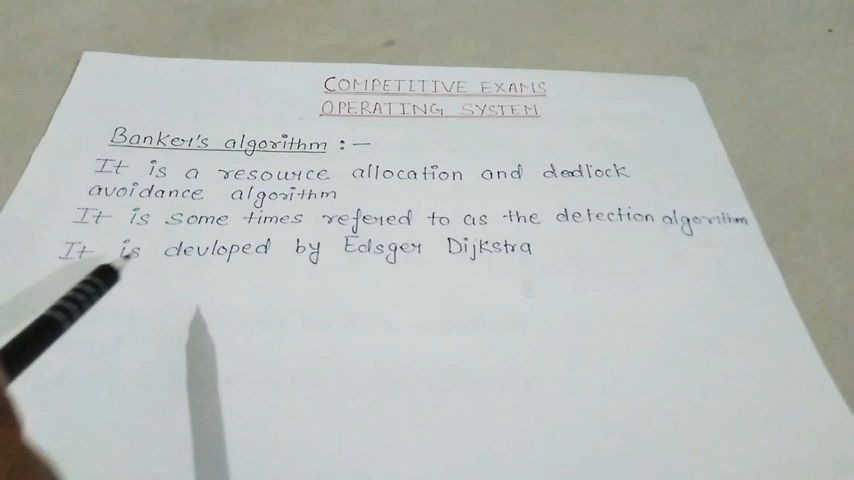 COMPETITIVE EXAMS
OPERATING SYSTEM
Banker's algorithm :-
It is a resource allocation and deadlock
avoidance algorithm
It is some times refered to as the detection algorithm
It is devloped by Edsger Dijkstra